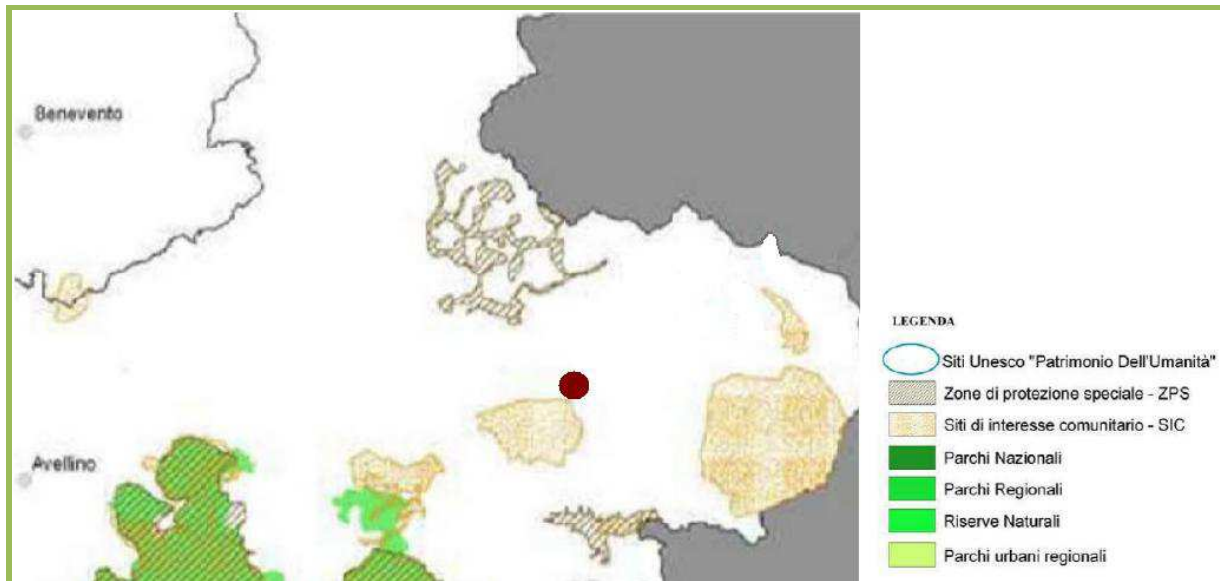 Benevento
Avellino
LEGENDA
Siti Unesco "Patrimonio Dell'Umanità"
Zone di protezione speciale - ZPS
Siti di interesse comunitario - SIC
Parchi Nazionali
Parchi Regionali
Riserve Naturali
Parchi urbani regionali